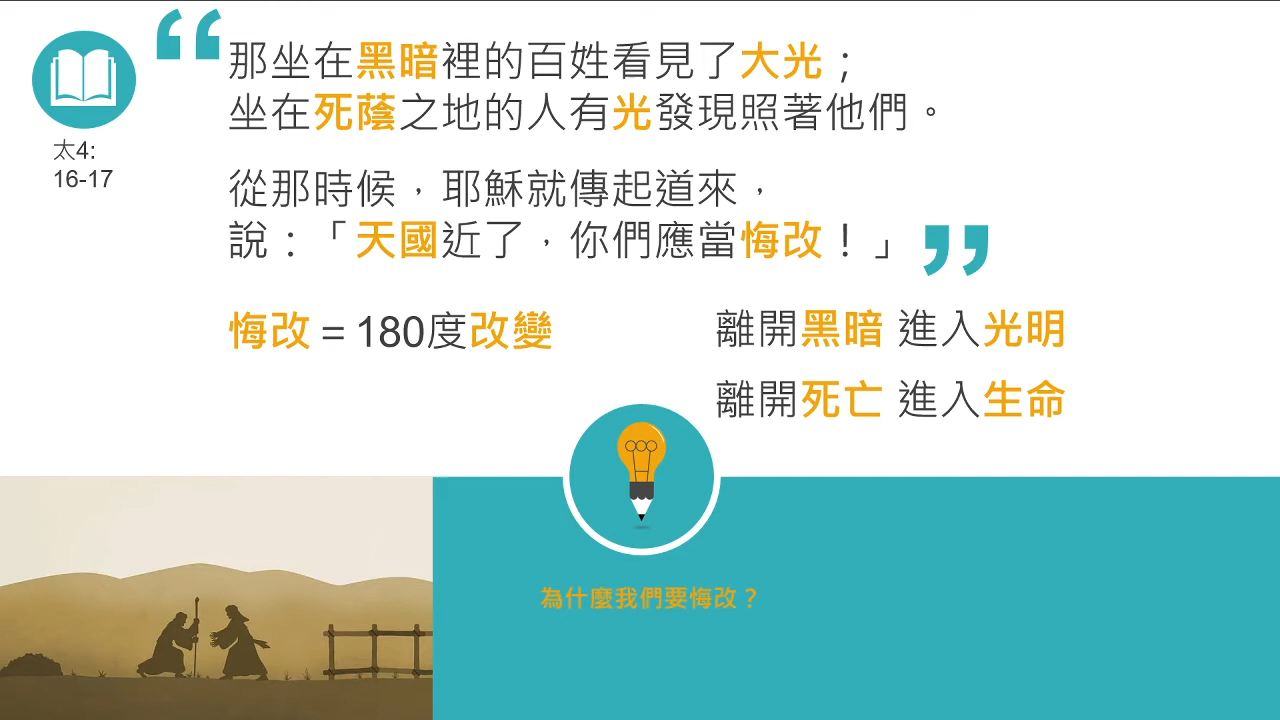 那坐在黑暗裡的百姓看見了大光；
坐在死蔭之地的人有光發現照著他們。
太4:
16-17
從那時候，耶穌就傳起道來，
說：「天國近了，你們應當悔改！」
悔改 = 180度改變
離開黑暗 進入光明
離開死亡 進入生命
為什麼我們要悔改？